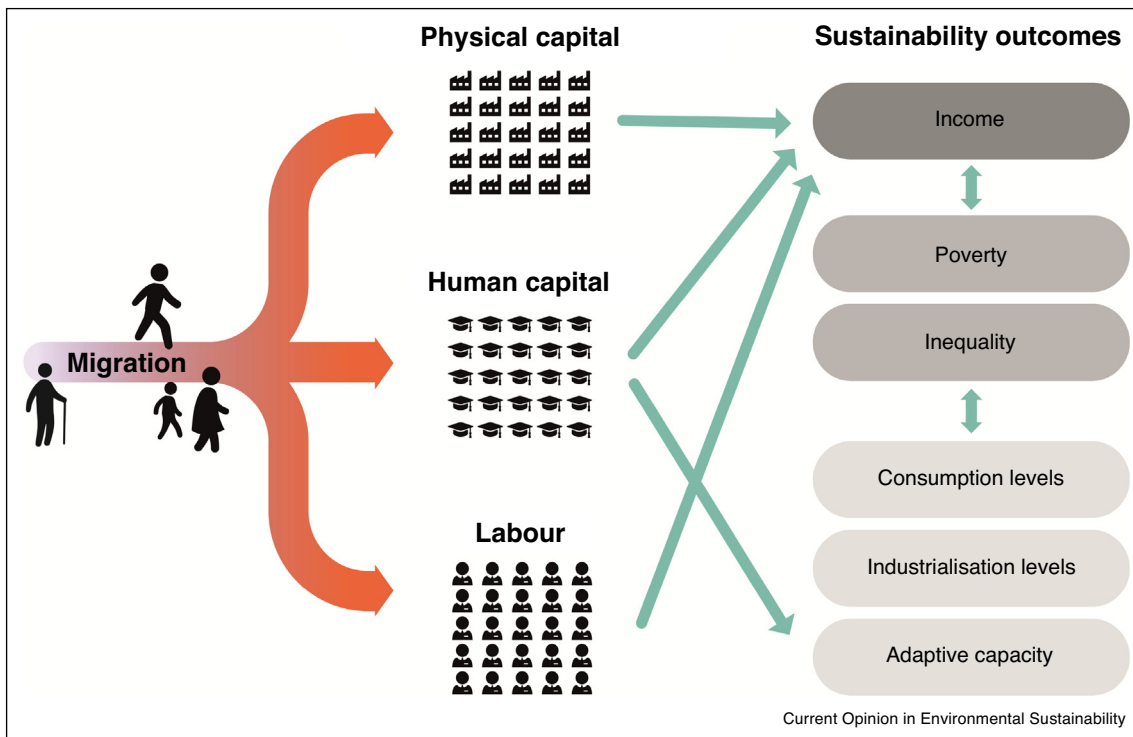 Physical capital
Sustainability outcomes
Income
Poverty
Human capital
Inequality
Migration
Consumption levels
Labour
Industrialisation levels
Adaptive capacity
Current Opinion in Environmental Sustainability